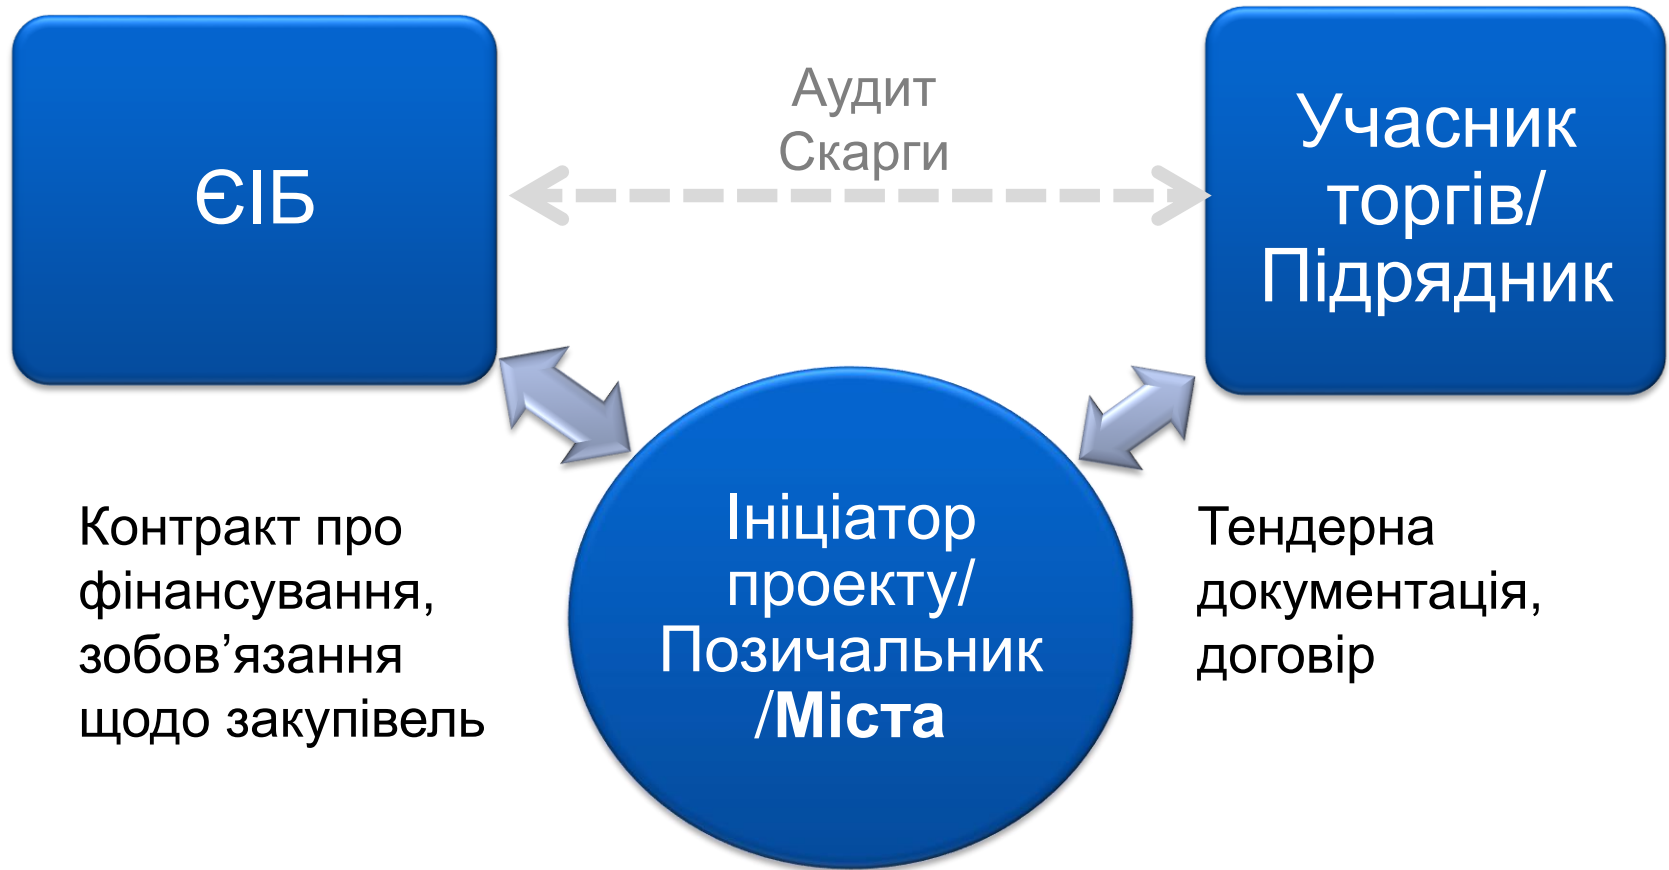 ЄІБ
Аудит
Скарги
Учасник
торгів/
Підрядник
Контракт про
фінансування,
зобов’язання
щодо закупівель
Ініціатор
проекту/
Позичальник
/Міста
Тендерна
документація,
договір